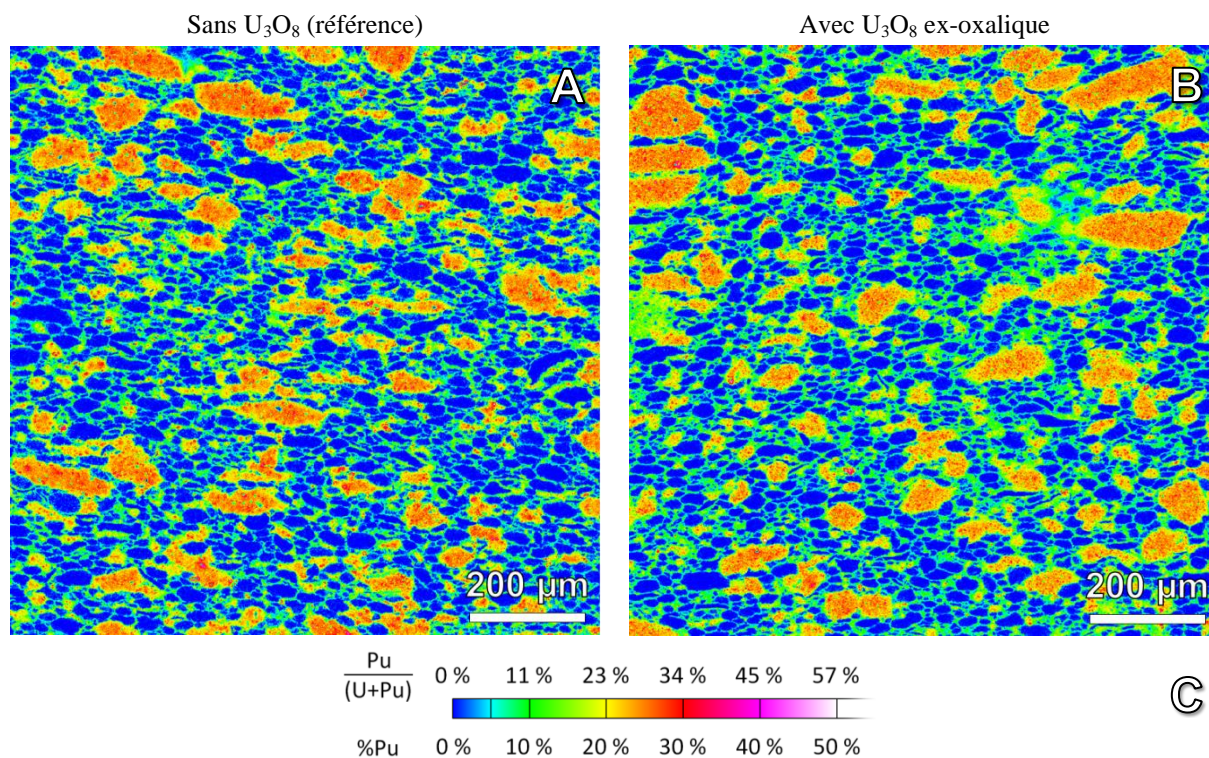 Sans U₃O₈ (référence)
Avec U₃O₈ ex-oxalique
A
B
200 µm
200 µm
Pu
(U+Pu)
0 % 11 % 23 % 34 % 45 % 57 %
C
%Pu 0 % 10 % 20 % 30 % 40 % 50 %